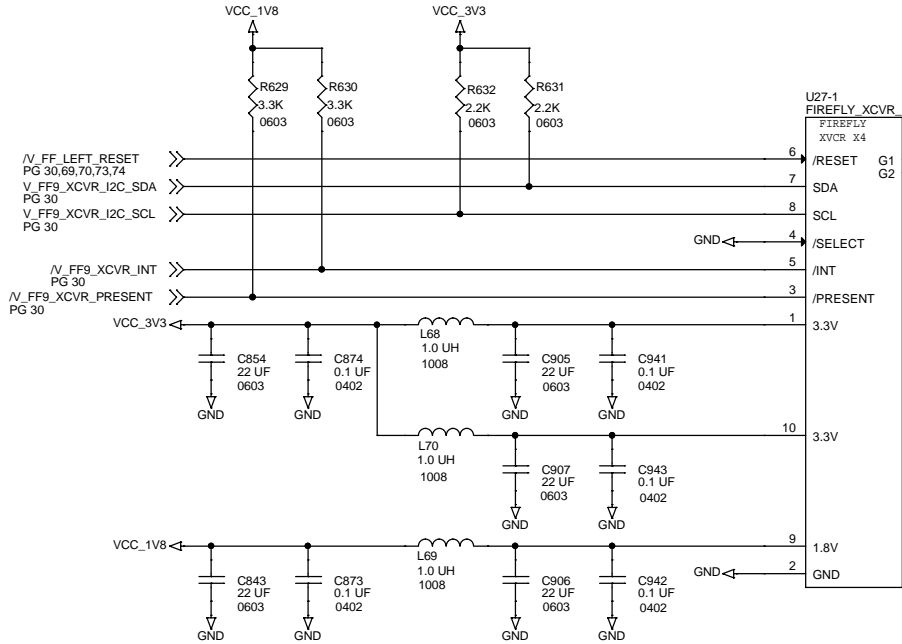 VCC_1V8
VCC_3V3
R629
3.3K
0603
R630
3.3K
0603
R632
2.2K
0603
R631
2.2K
0603
U27-1
FIREFLY_XCVR_
FIREFLY
XVCR X4
/V_FF_LEFT_RESET
PG 30,69,70,73,74
6
/RESET
G1
G2
V_FF9_XCVR_I2C_SDA
PG 30
7
SDA
V_FF9_XCVR_I2C_SCL
PG 30
8
SCL
GND
4
/SELECT
/V_FF9_XCVR_INT
PG 30
5
/INT
/V_FF9_XCVR_PRESENT
PG 30
3
/PRESENT
VCC_3V3
1
3.3V
L68
1.0 UH
1008
C854
22 UF
0603
GND
C874
0.1 UF
0402
GND
C905
22 UF
0603
GND
C941
0.1 UF
0402
GND
10
3.3V
L70
1.0 UH
1008
C907
22 UF
0603
GND
C943
0.1 UF
0402
GND
VCC_1V8
9
1.8V
L69
1.0 UH
1008
GND
2
GND
C843
22 UF
0603
GND
C873
0.1 UF
0402
GND
C906
22 UF
0603
GND
C942
0.1 UF
0402
GND